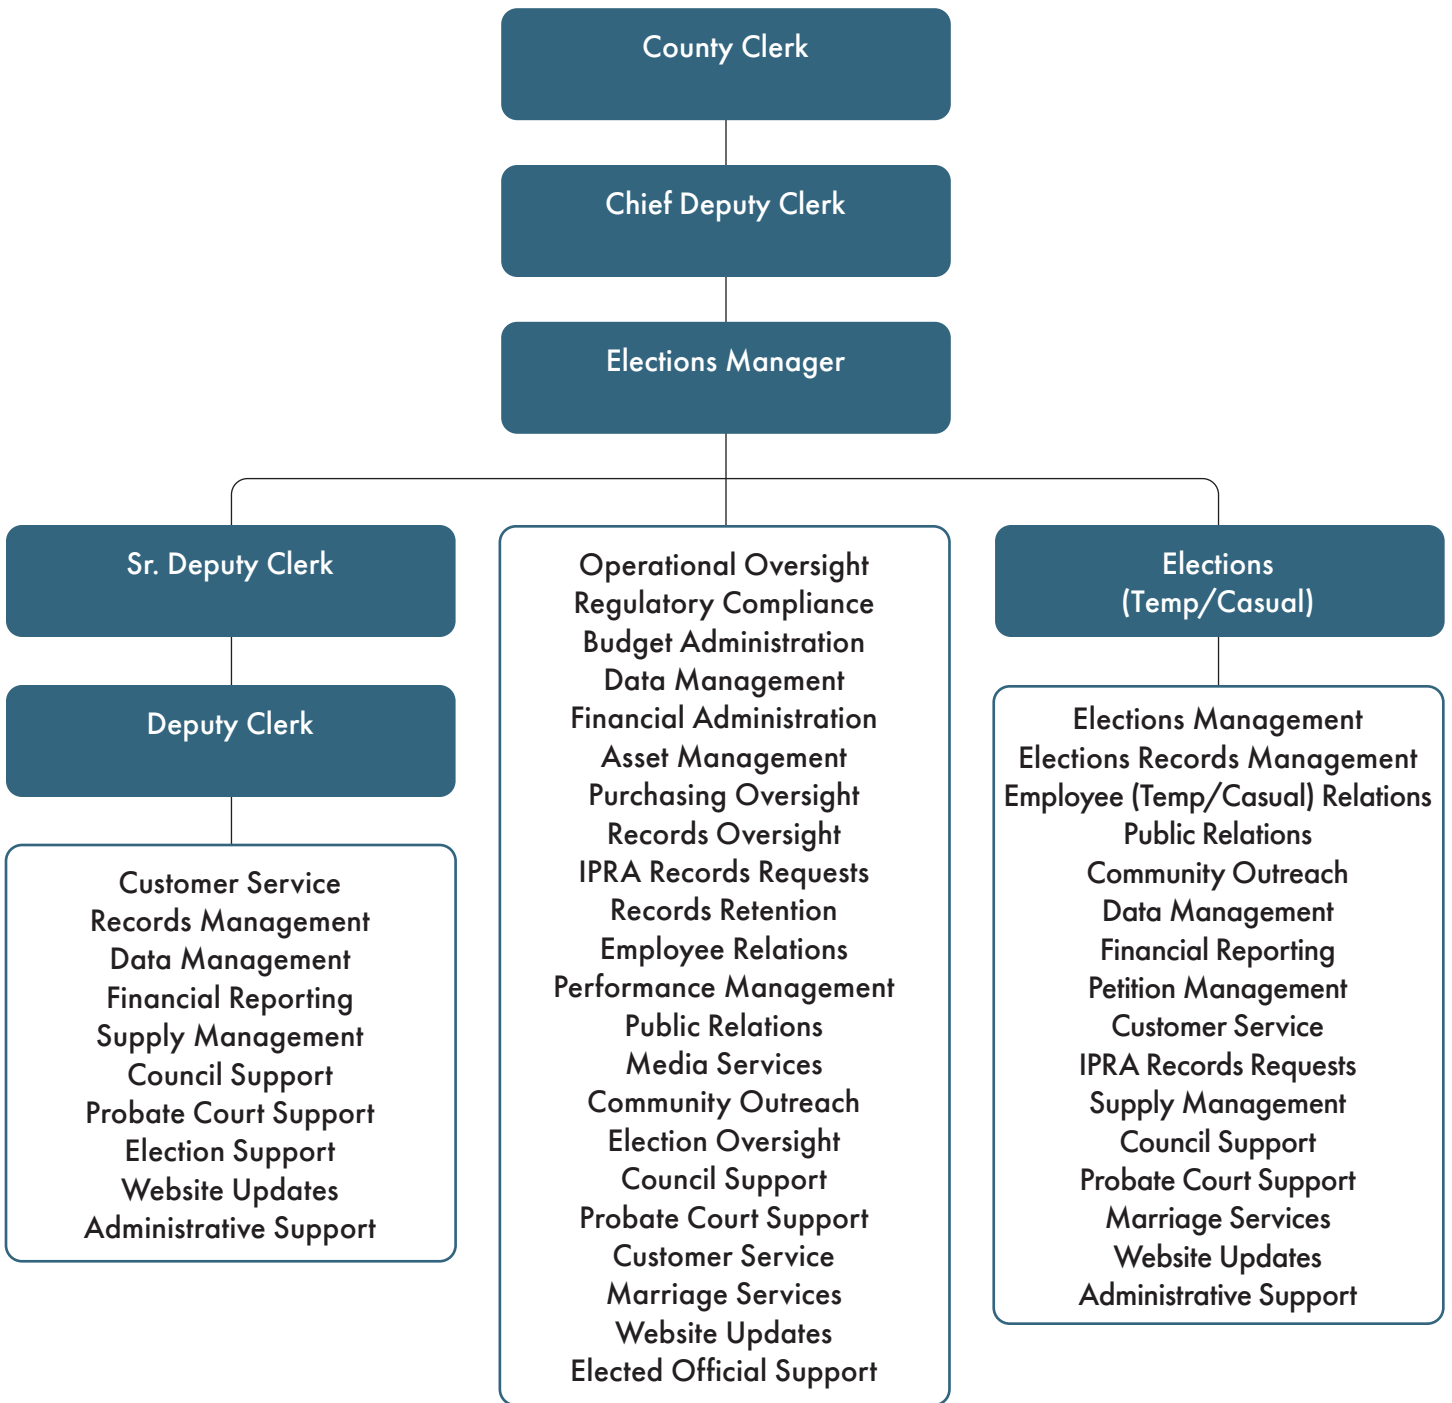 County Clerk
Chief Deputy Clerk
Elections Manager
Sr. Deputy Clerk
Deputy Clerk
Customer Service
Records Management
Data Management
Financial Reporting
Supply Management
Council Support
Probate Court Support
Election Support
Website Updates
Administrative Support
Operational Oversight
Regulatory Compliance
Budget Administration
Data Management
Financial Administration
Asset Management
Purchasing Oversight
Records Oversight
IPRA Records Requests
Records Retention
Employee Relations
Performance Management
Public Relations
Media Services
Community Outreach
Election Oversight
Council Support
Probate Court Support
Customer Service
Marriage Services
Website Updates
Elected Official Support
Elections
(Temp/Casual)
Elections Management
Elections Records Management
Employee (Temp/Casual) Relations
Public Relations
Community Outreach
Data Management
Financial Reporting
Petition Management
Customer Service
IPRA Records Requests
Supply Management
Council Support
Probate Court Support
Marriage Services
Website Updates
Administrative Support